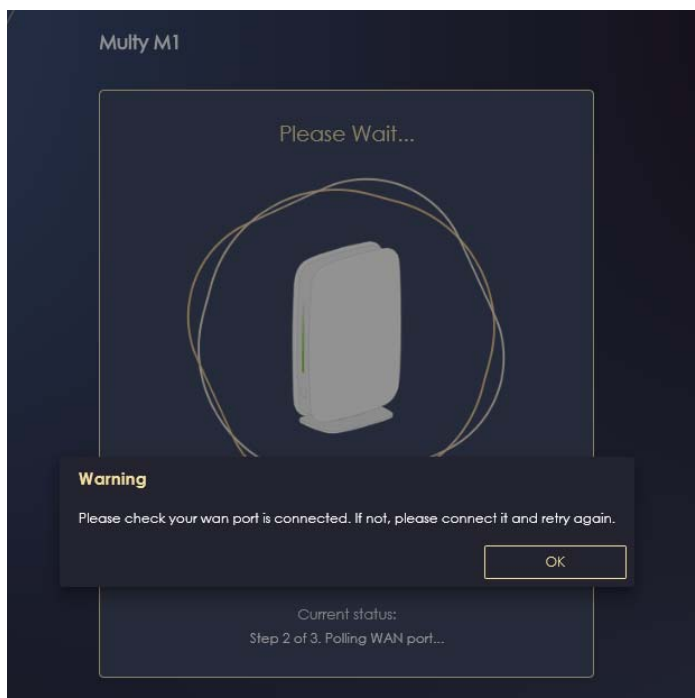 Multy M1
Please Wait...
Warning
Please check your wan port is connected. If not, please connect it and retry again.
OK
Current status:
Step 2 of 3. Polling WAN port...